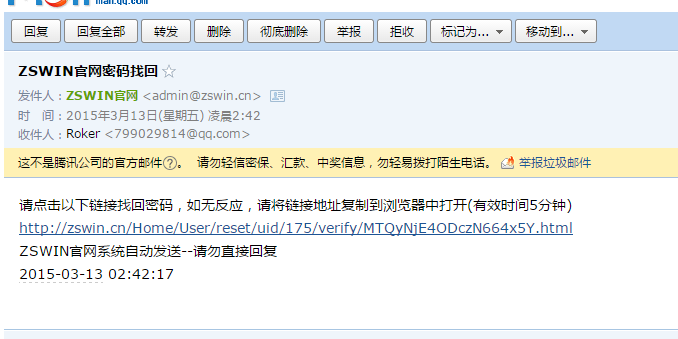 mail.qq.com
回复 回复全部 转发 删除 彻底删除 举报 拒收 标记为... 移动到...
ZSWIN官网密码找回
发件人：ZSWIN官网 <admin@zswin.cn>
时 间：2015年3月13日(星期五) 凌晨2:42
收件人：Roker <799029814@qq.com>
这不是腾讯公司的官方邮件?。 请勿轻信密保、汇款、中奖信息，勿轻易拨打陌生电话。 举报垃圾邮件
请点击以下链接找回密码，如无反应，请将链接地址复制到浏览器中打开(有效时间5分钟)
http://zswin.cn/Home/User/reset/uid/175/verify/MTQyNjE4ODczN664x5Y.html
ZSWIN官网系统自动发送--请勿直接回复
2015-03-13 02:42:17